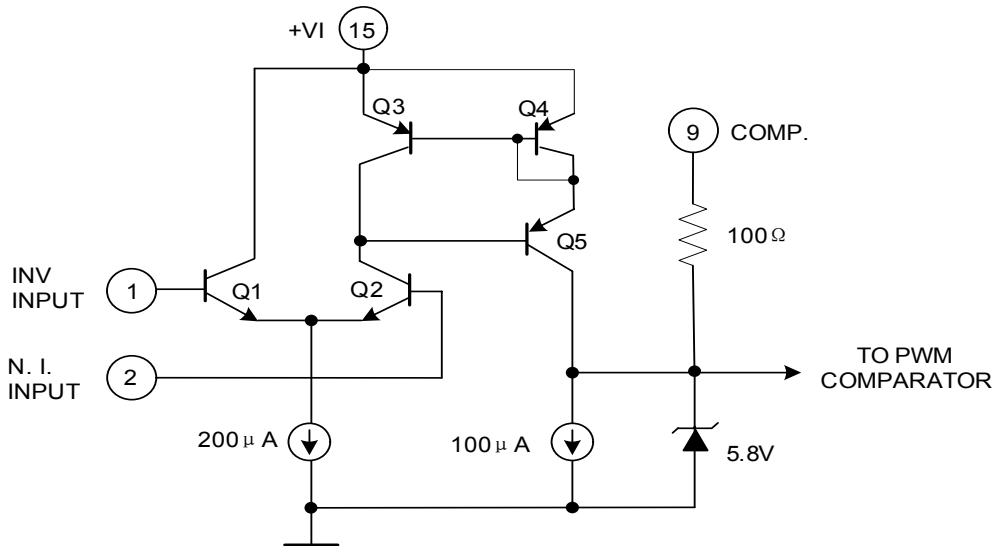 +VI
15
Q3
Q4
9
COMP.
100Ω
Q5
INV
INPUT
1
Q1
Q2
N. I.
INPUT
2
TO PWM
COMPARATOR
200μA
100μA
5.8V